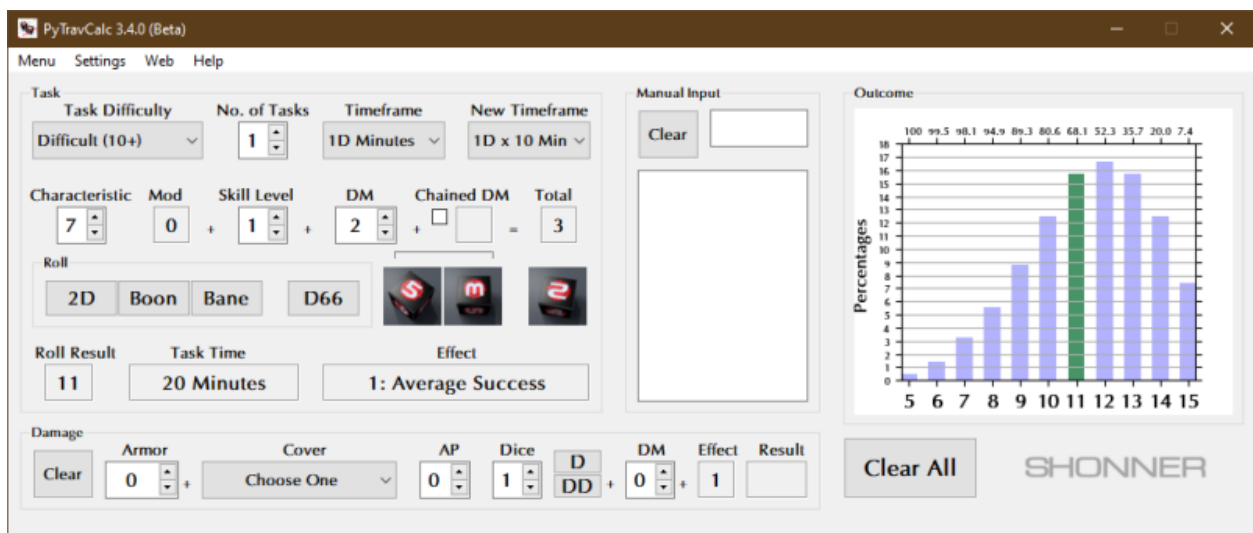 PyTravCalc 3.4.0 (Beta)
Menu Settings Web Help
Task
Task Difficulty No. of Tasks Timeframe New Timeframe
Difficult (10+) 1 1D Minutes 1D x 10 Min
Characteristic Mod Skill Level DM Chained DM Total
7 0 + 1 + 2 + = 3
Roll
2D Boon Bane D66
5 3 2
Roll Result Task Time Effect
11 20 Minutes 1: Average Success
Manual Input
Clear
Outcome
100 99.5 98.1 94.9 89.3 80.6 68.1 52.3 35.7 20.0 7.4
18
17
16
15
14
13
12
11
10
9
8
7
6
5
4
3
2
1
0
Percentages
5 6 7 8 9 10 11 12 13 14 15
Damage
Armor Cover AP Dice DM Effect Result
Clear 0 + Choose One 0 1 D DD + 0 + 1
Clear All
SHONNER